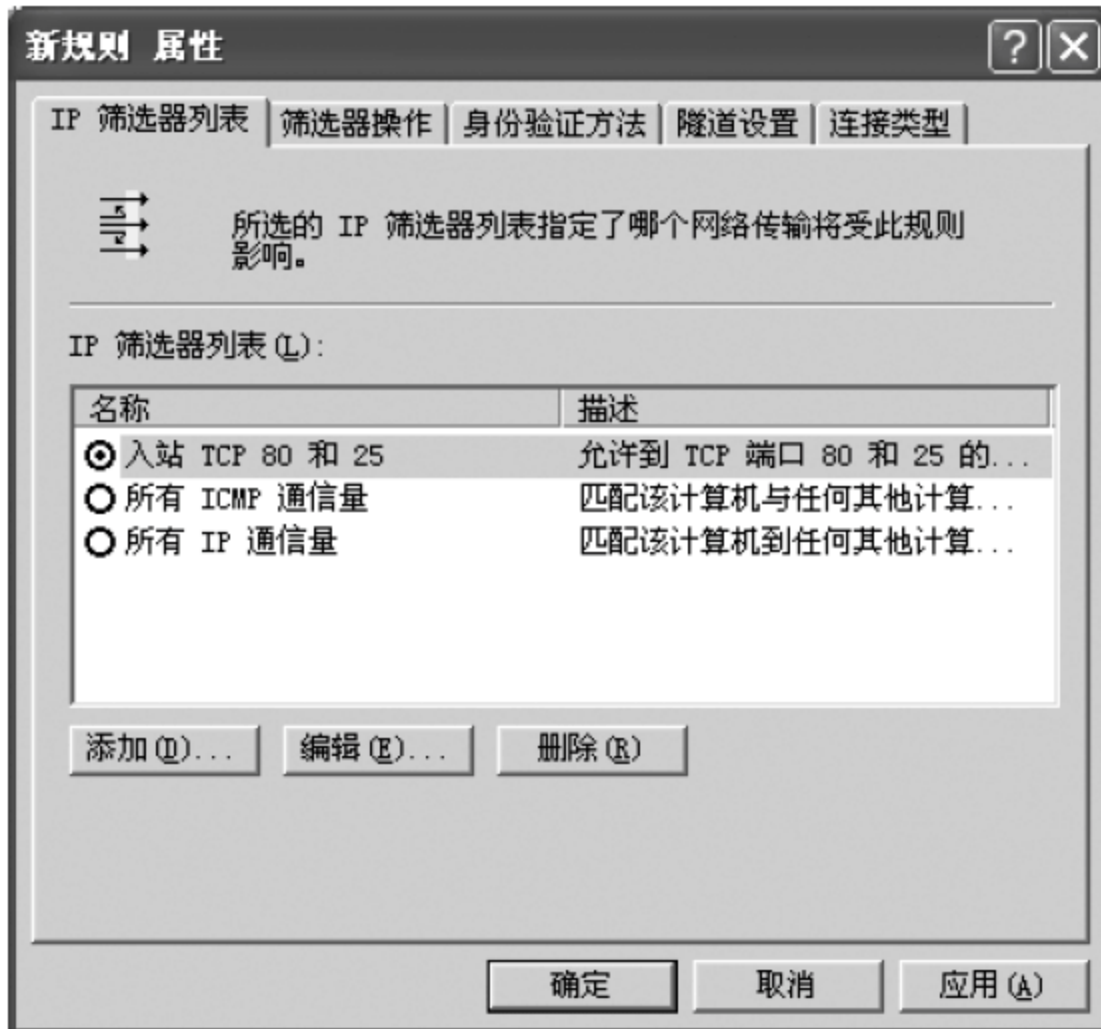 新规则 属性
IP 筛选器列表 筛选器操作 身份验证方法 隧道设置 连接类型
所选的 IP 筛选器列表指定了哪个网络传输将受此规则
影响。
IP 筛选器列表(L):
名称 描述
入站 TCP 80 和 25 允许到 TCP 端口 80 和 25 的...
所有 ICMP 通信量 匹配该计算机与任何其他计算...
所有 IP 通信量 匹配该计算机到任何其他计算...
添加(D)... 编辑(E)... 删除(R)
确定 取消 应用(A)